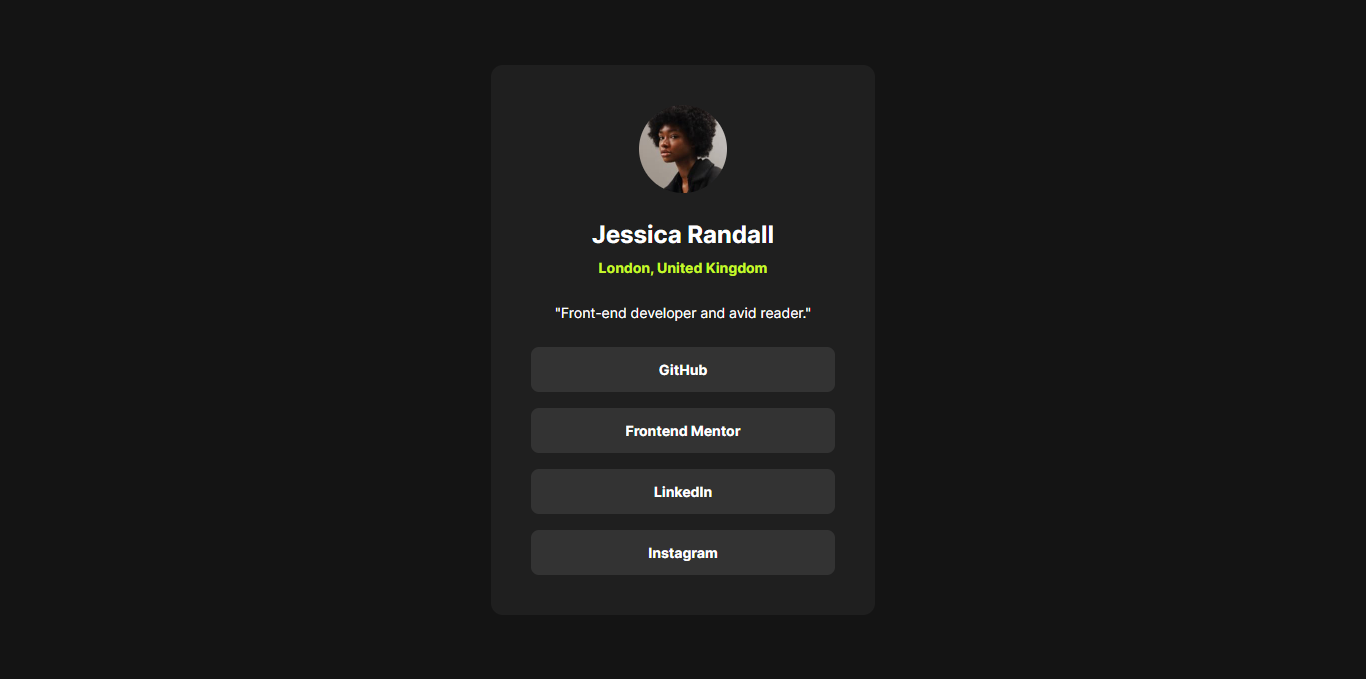 Jessica Randall
London, United Kingdom
"Front-end developer and avid reader."
GitHub
Frontend Mentor
LinkedIn
Instagram